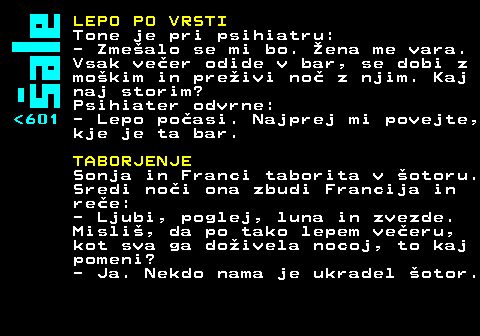 šale
<601
LEPO PO VRSTI
Tone je pri psihiatru:
- Zmešalo se mi bo. Žena me vara.
Vsak večer odide v bar, se dobi z
moškim in preživi noč z njim. Kaj
naj storim?
Psihiater odvrne:
- Lepo počasi. Najprej mi povejte,
kje je ta bar.
TABORJENJE
Sonja in Franci taborita v šotoru.
Sredi noči ona zbudi Francija in
reče:
- Ljubi, poglej, luna in zvezde.
Misliš, da po tako lepem večeru,
kot sva ga doživela nocoj, to kaj
pomeni?
- Ja. Nekdo nama je ukradel šotor.